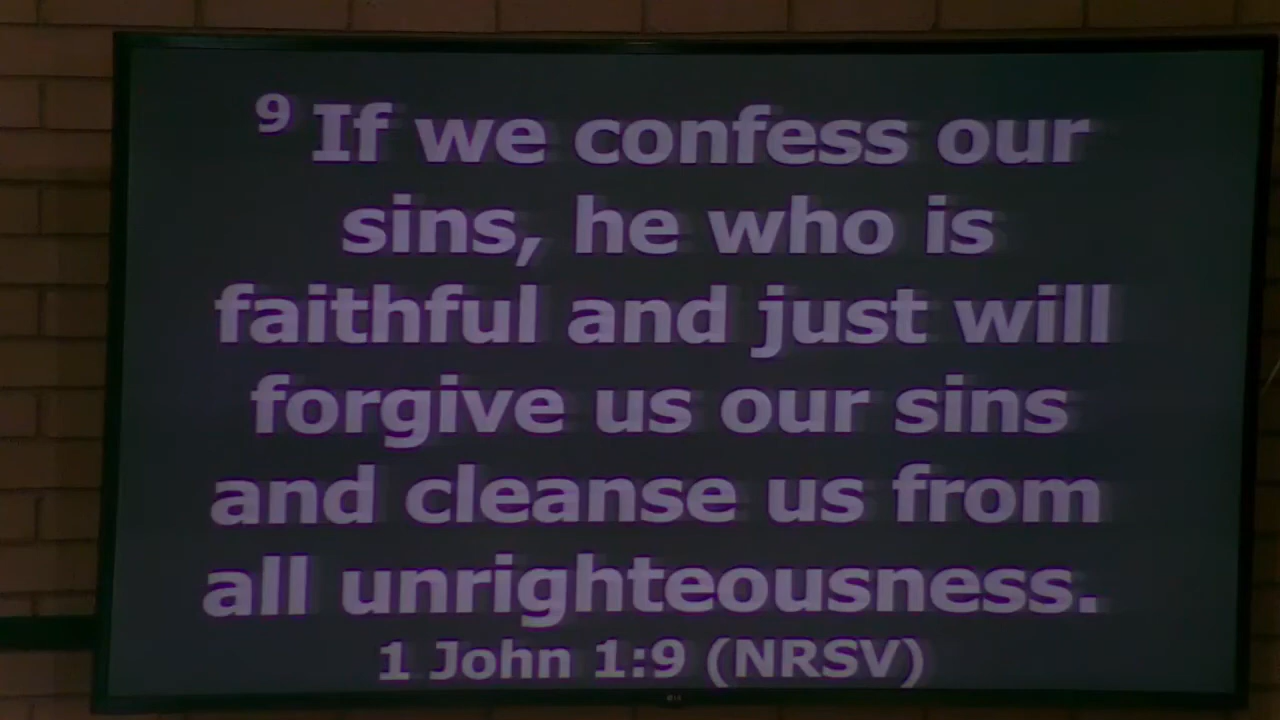 9 If we confess our
sins, he who is
faithful and just will
forgive us our sins
and cleanse us from
all unrighteousness.
1 John 1:9 (NRSV)